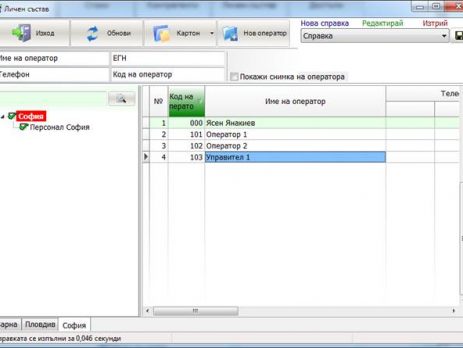 Личен състав
Изход
Обнови
Картон
Нов оператор
Нова справка Редактирай Изтрий
Справка
Име на оператор ЕГН
Телефон Код на оператор
Покажи снимка на оператора
София
Персонал София
№ Код на перато Име на оператор Теле
1 000 Ясен Янакиев
2 101 Оператор 1
3 102 Оператор 2
4 103 Управител 1
арна Пловдив София
правката се изпълни за 0,046 секунди